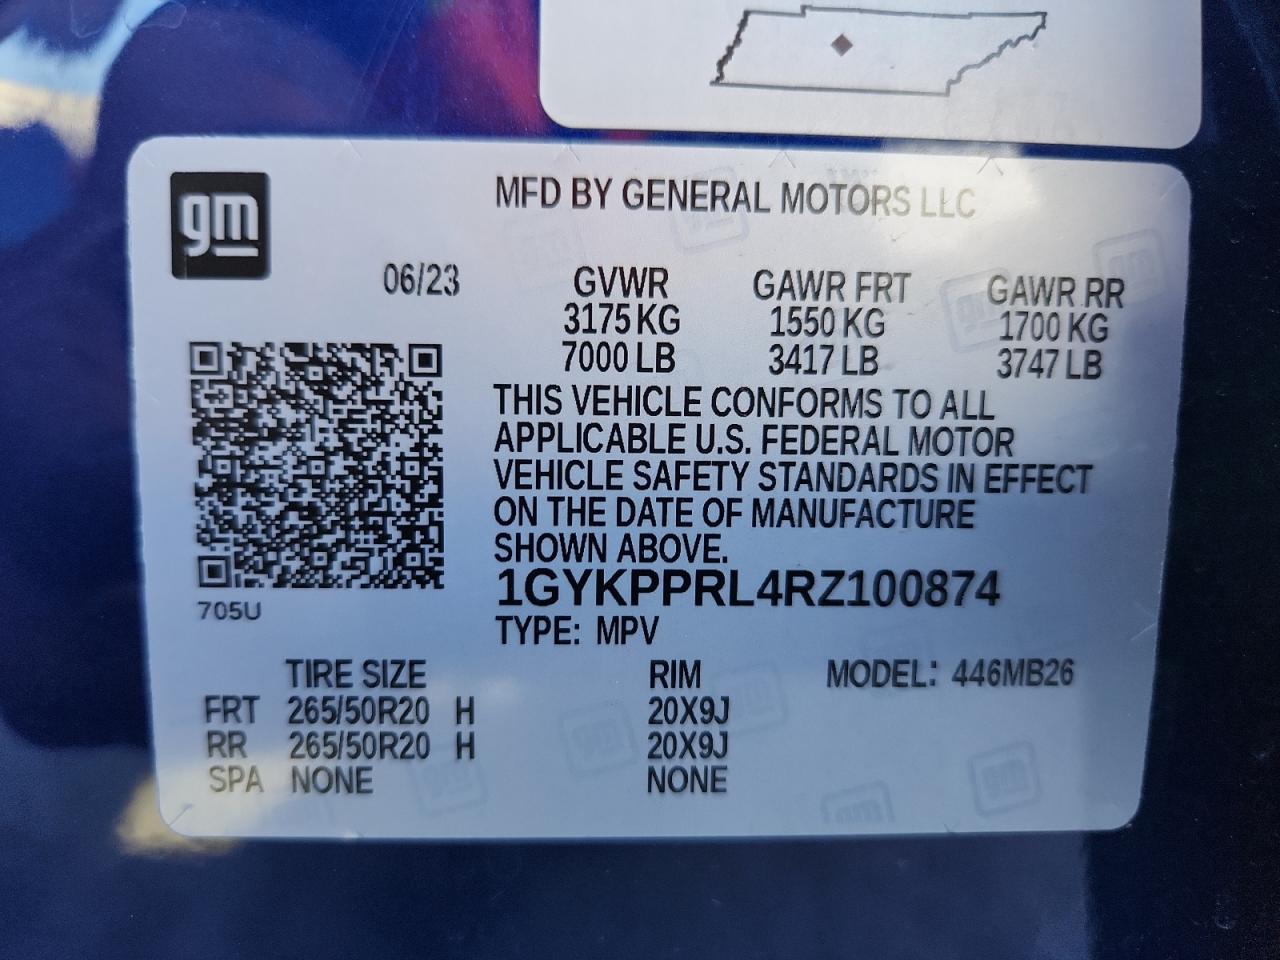 gm
MFD BY GENERAL MOTORS LLC
06/23 GVWR GAWR FRT GAWR RR
3175 KG 1550 KG 1700 KG
7000 LB 3417 LB 3747 LB
THIS VEHICLE CONFORMS TO ALL
APPLICABLE U.S. FEDERAL MOTOR
VEHICLE SAFETY STANDARDS IN EFFECT
ON THE DATE OF MANUFACTURE
SHOWN ABOVE.
1GYKPPRL4RZ100874
705U
TYPE: MPV
TIRE SIZE RIM MODEL: 446MB26
FRT 265/50R20 H 20X9J
RR 265/50R20 H 20X9J
SPA NONE NONE